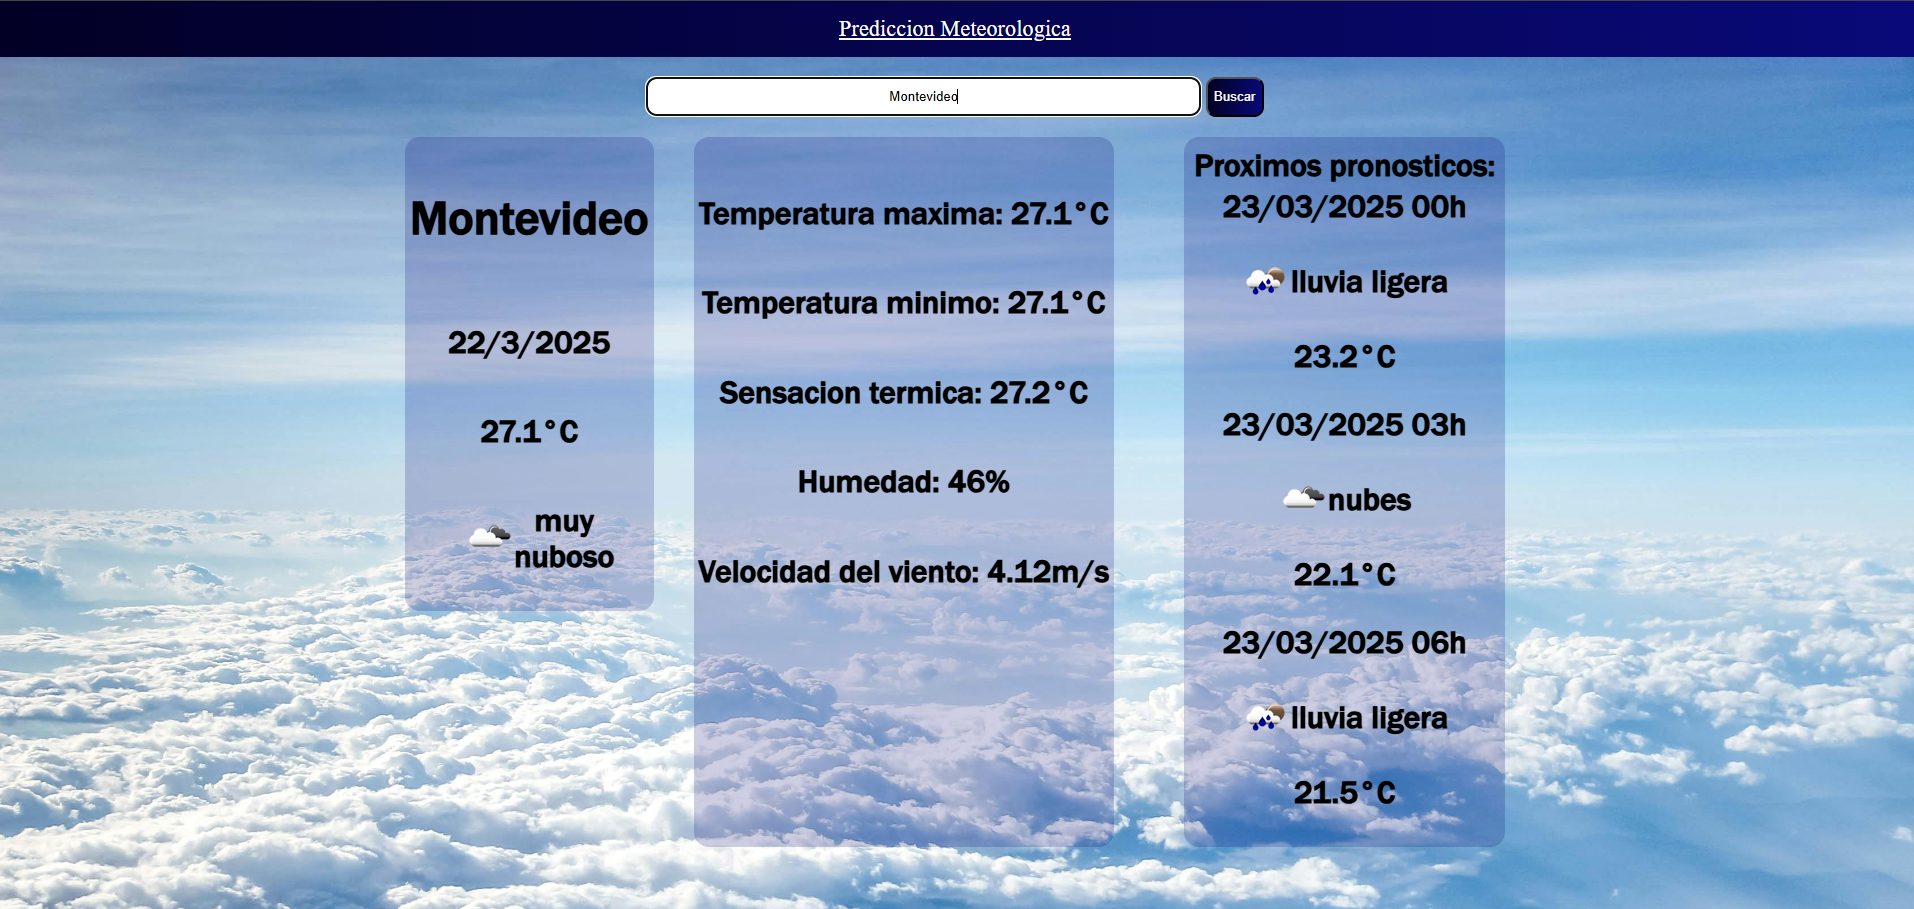 Prediccion Meteorologica
Montevideo
Buscar
Montevideo
22/3/2025
27.1°C
muy
nuboso
Temperatura maxima: 27.1°C
Temperatura minimo: 27.1°C
Sensacion termica: 27.2°C
Humedad: 46%
Velocidad del viento: 4.12m/s
Proximos pronosticos:
23/03/2025 00h
lluvia ligera
23.2°C
23/03/2025 03h
nubes
22.1°C
23/03/2025 06h
lluvia ligera
21.5°C